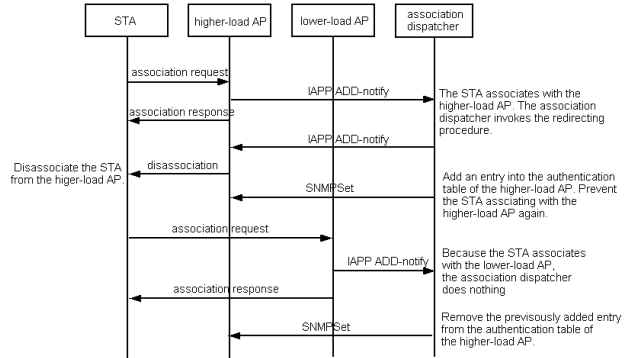 STA
higher-load AP
lower-load AP
association
dispatcher
association request
IAPP ADD-notify
The STA associates with the
higher-load AP. The association
dispatcher invokes the redirecting
procedure.
association response
IAPP ADD-notify
Disassociate the STA
from the higer-load AP.
disassociation
SNMPSet
Add an entry into the authentication
table of the higher-load AP. Prevent
the STA assciating with the
higher-load AP again.
association request
IAPP ADD-notify
Because the STA associates
with the lower-load AP,
the association dispatcher
does nothing
association response
SNMPSet
Remove the previsously added entry
from the authentication table of
the higher-load AP.